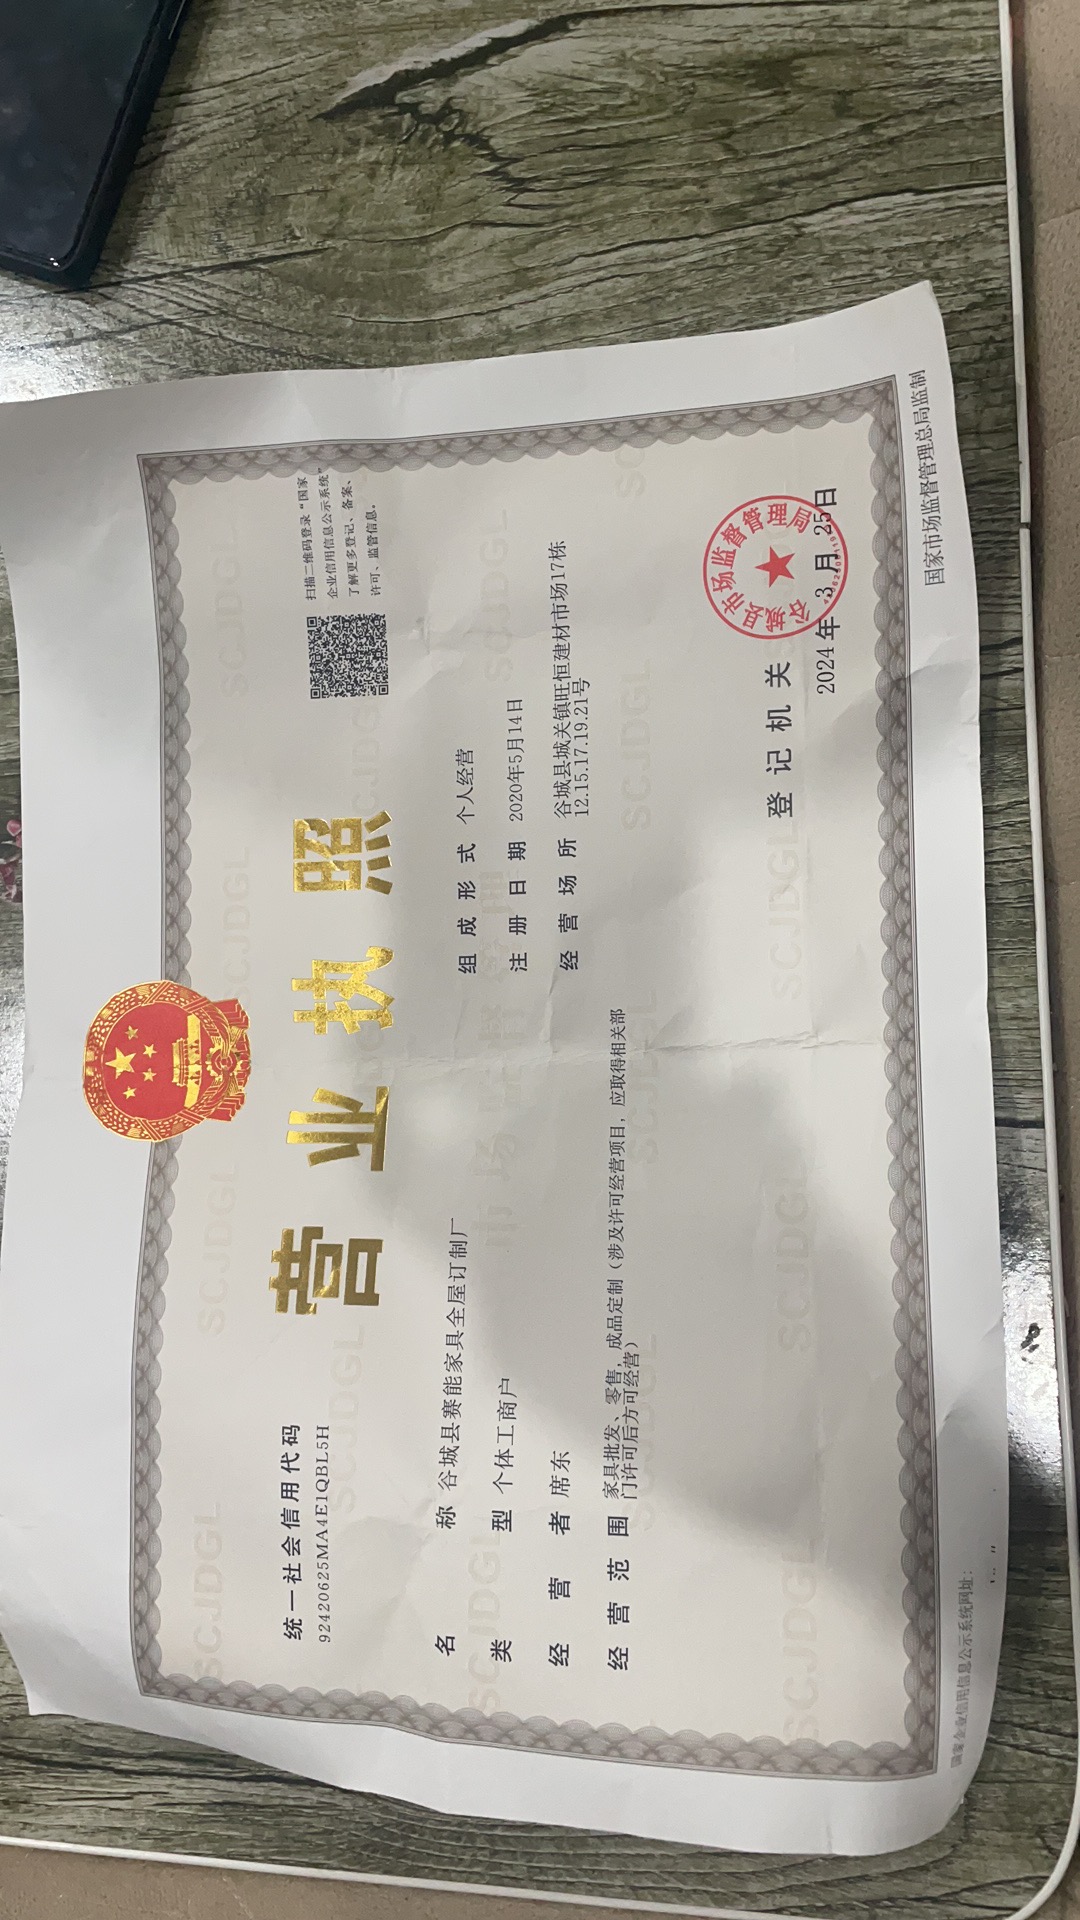 统一社会信用代码
92420625MA4E1QBL5H
营业执照
扫描二维码登录“国家
企业信用信息公示系统”
了解更多登记、备案、
许可、监管信息。
名称 谷城县赛能家具全屋订制厂
类型 个体工商户
经营者 席东
经营范围 家具批发、零售，成品定制（涉及许可经营项目，应取得相关部
门许可后方可经营）
组成形式 个人经营
注册日期 2020年5月14日
经营场所 谷城县城关镇旺恒建材市场17栋
12.15.17.19.21号
登记机关
谷城县市场监督管理局
2024年3月25日
国家企业信用信息公示系统网址：
国家市场监督管理总局监制
SCJDGL